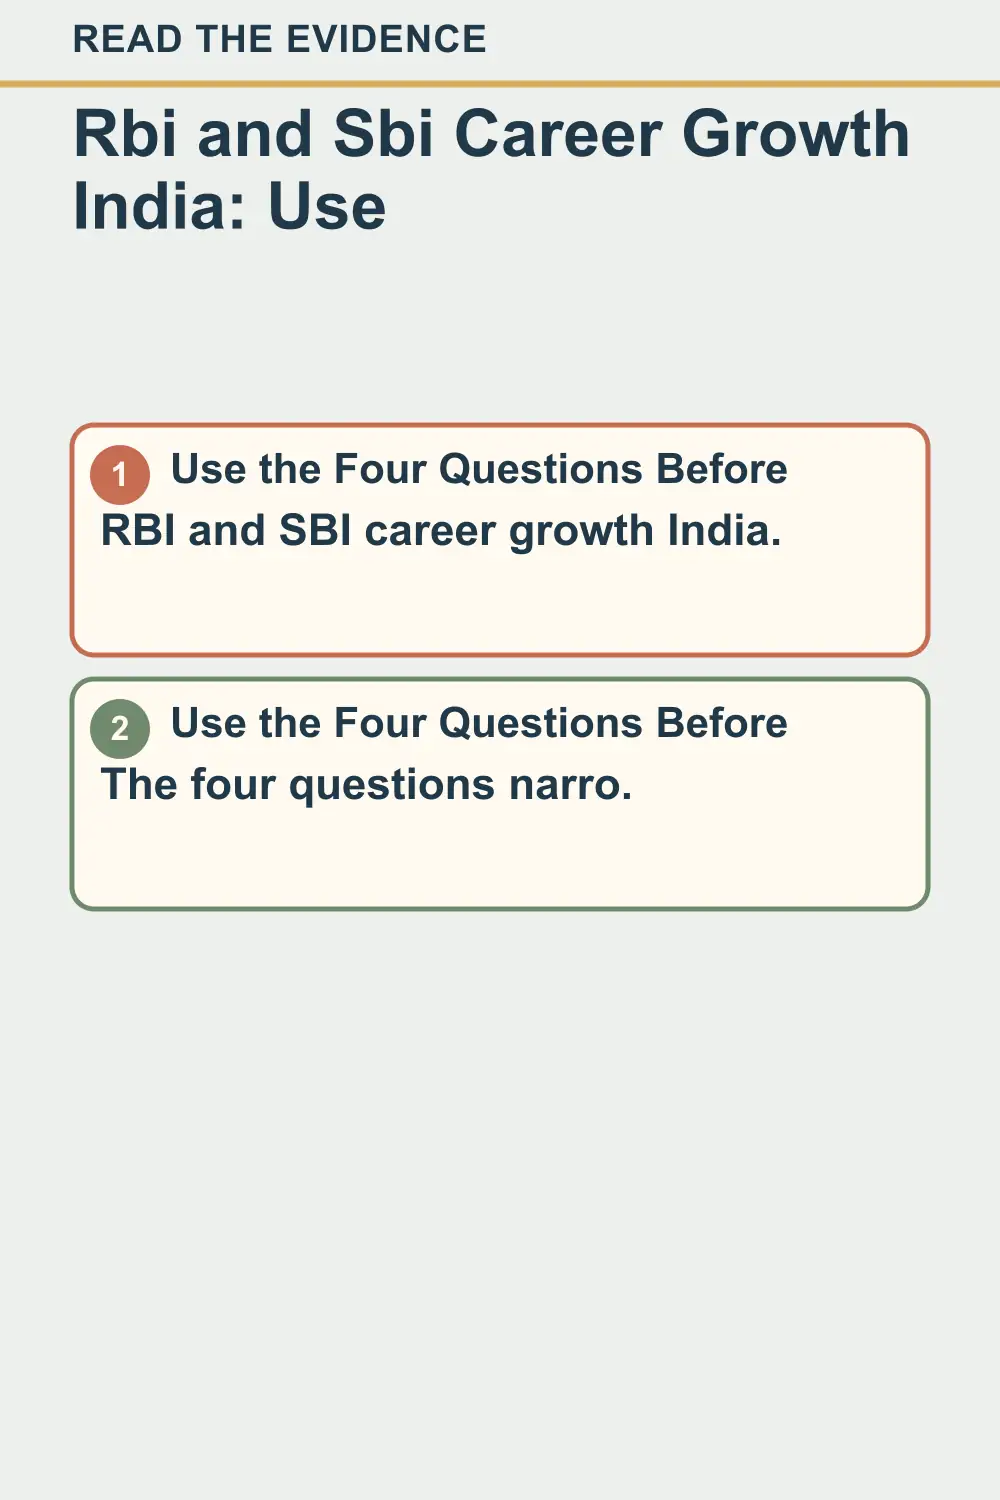 READ THE EVIDENCE
Rbi and Sbi Career Growth
India: Use
1 Use the Four Questions Before
RBI and SBI career growth India.
2 Use the Four Questions Before
The four questions narro.